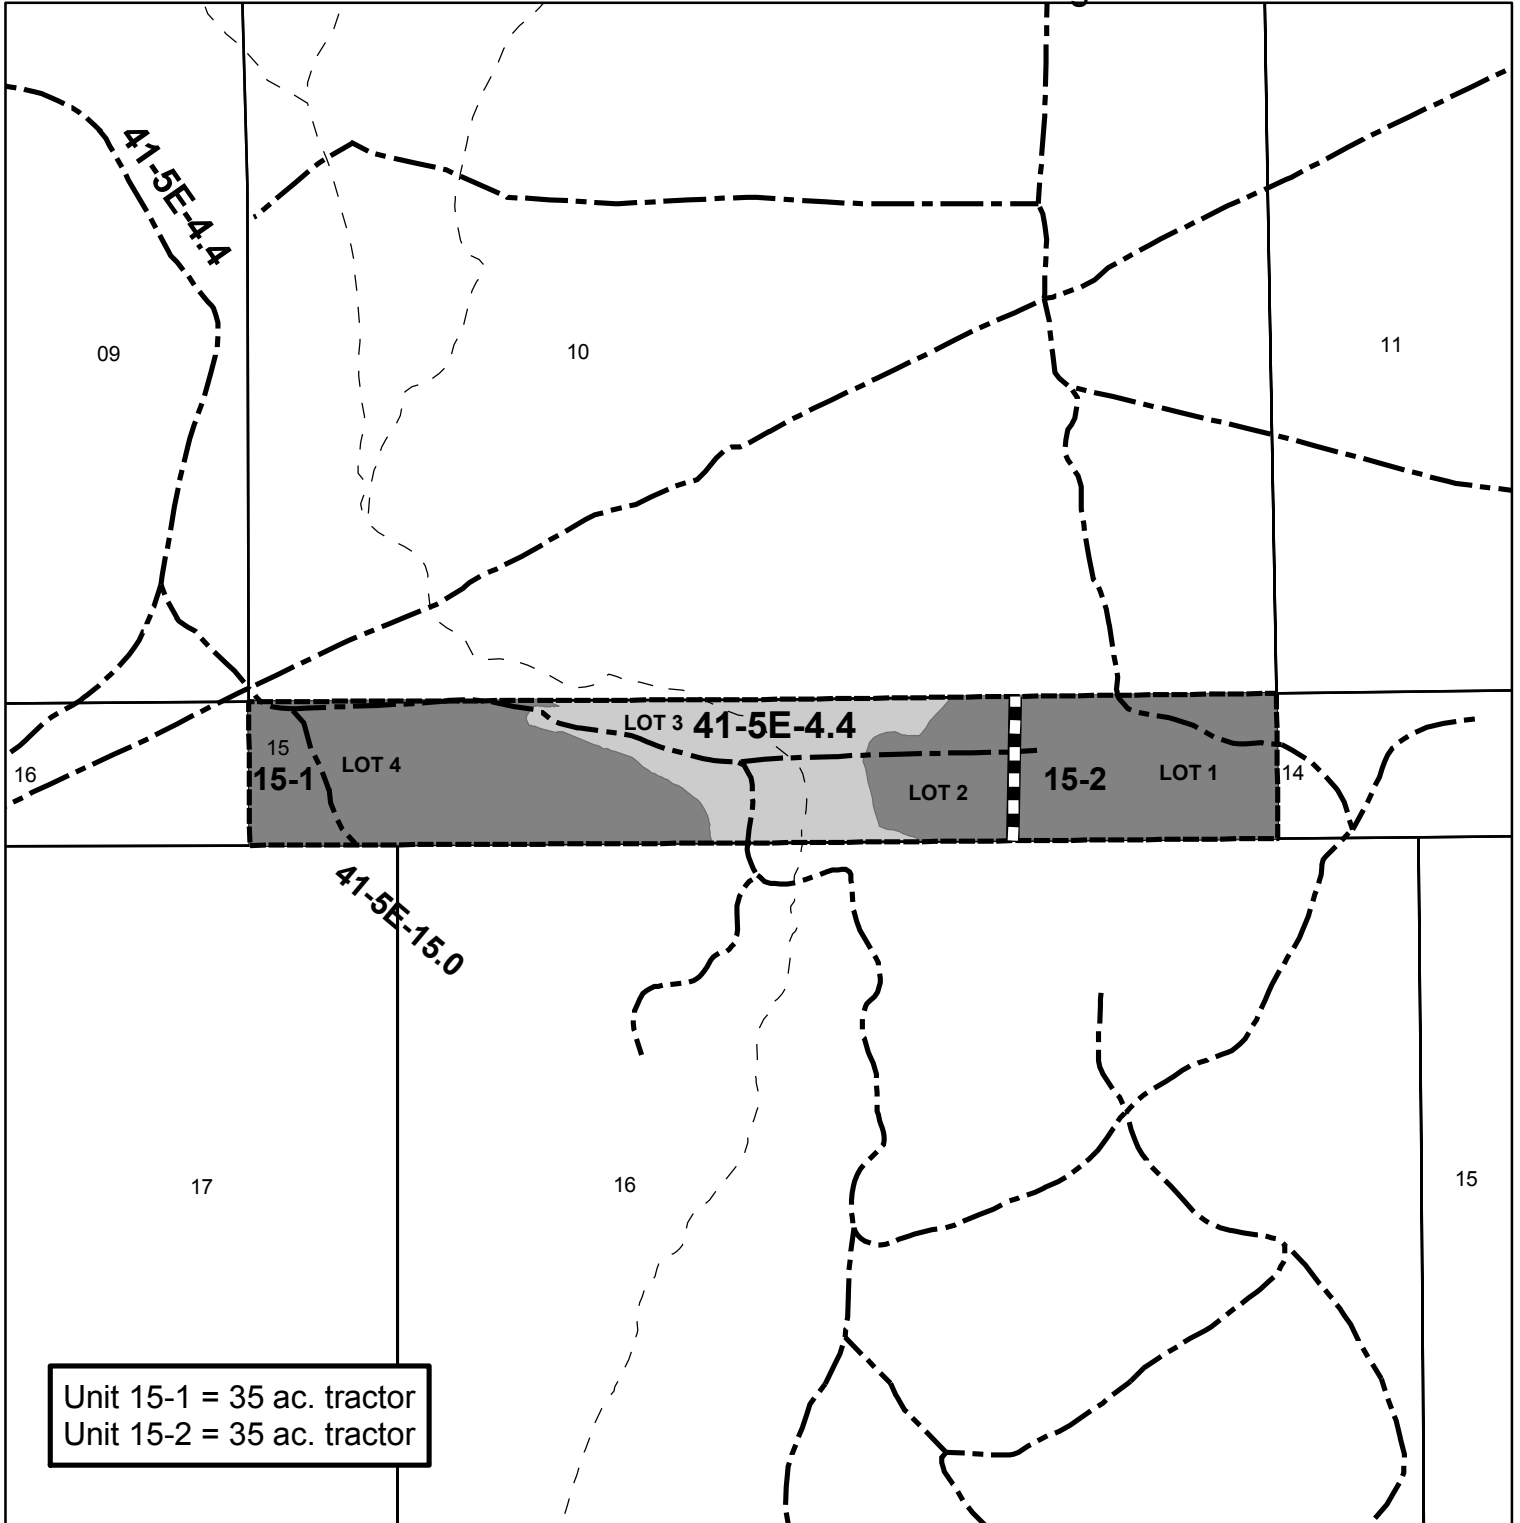 41-5E-4.4
09
10
11
LOT 3
41-5E-4.4
15
LOT 4
16
15-1
LOT 2
15-2
LOT 1
14
41-5E-15.0
17
16
15
Unit 15-1 = 35 ac. tractor
Unit 15-2 = 35 ac. tractor